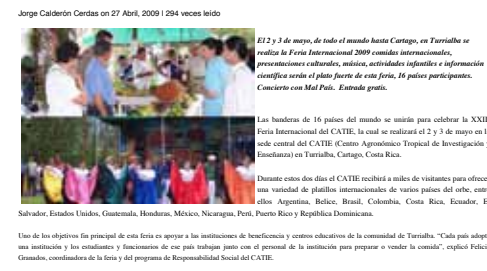 Jorge Calderón Cerdas on 27 Abril, 2009 | 294 veces leído
El 2 y 3 de mayo, de todo el mundo hasta Cartago, en Turrialba se
realiza la Feria Internacional 2009 comidas internacionales,
presentaciones culturales, música, actividades infantiles e información
científica serán el plato fuerte de esta feria, 16 países participantes.
Concierto con Mal País. Entrada gratis.
Las banderas de 16 países del mundo se unirán para celebrar la XXII
Feria Internacional del CATIE, la cual se realizará el 2 y 3 de mayo en l
sede central del CATIE (Centro Agronómico Tropical de Investigación
Enseñanza) en Turrialba, Cartago, Costa Rica.
Durante estos dos días el CATIE recibirá a miles de visitantes para ofrece
una variedad de platillos internacionales de varios países del orbe, entr
ellos Argentina, Belice, Brasil, Colombia, Costa Rica, Ecuador, E
Salvador, Estados Unidos, Guatemala, Honduras, México, Nicaragua, Perú, Puerto Rico y República Dominicana.
Uno de los objetivos fin principal de esta feria es apoyar a las instituciones de beneficencia y centros educativos de la comunidad de Turrialba. “Cada país adopt
una institución y los estudiantes y funcionarios de ese país trabajan junto con el personal de la institución para preparar o vender la comida”, explicó Felici
Granados, coordinadora de la feria y del programa de Responsabilidad Social del CATIE.